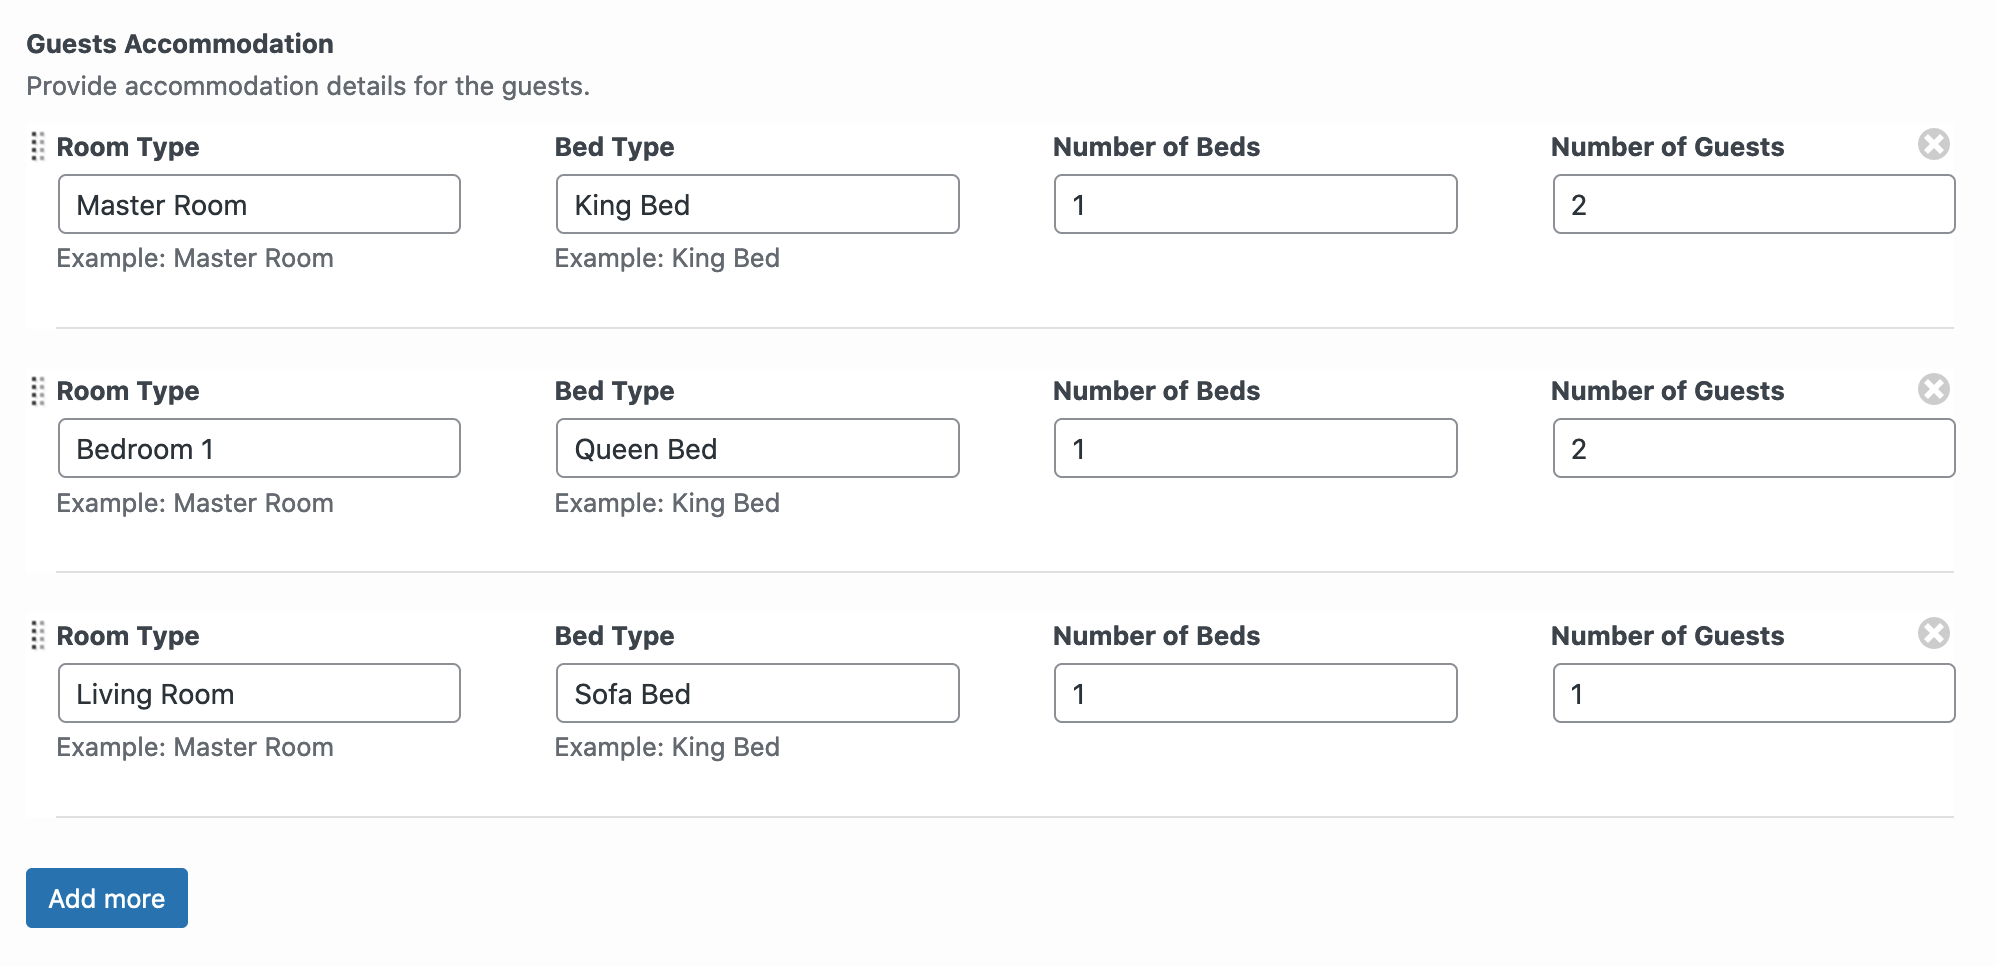 Guests Accommodation
Provide accommodation details for the guests.
Room Type Bed Type Number of Beds Number of Guests
Master Room King Bed 1 2
Example: Master Room Example: King Bed
Room Type Bed Type Number of Beds Number of Guests
Bedroom 1 Queen Bed 1 2
Example: Master Room Example: King Bed
Room Type Bed Type Number of Beds Number of Guests
Living Room Sofa Bed 1 1
Example: Master Room Example: King Bed
Add more